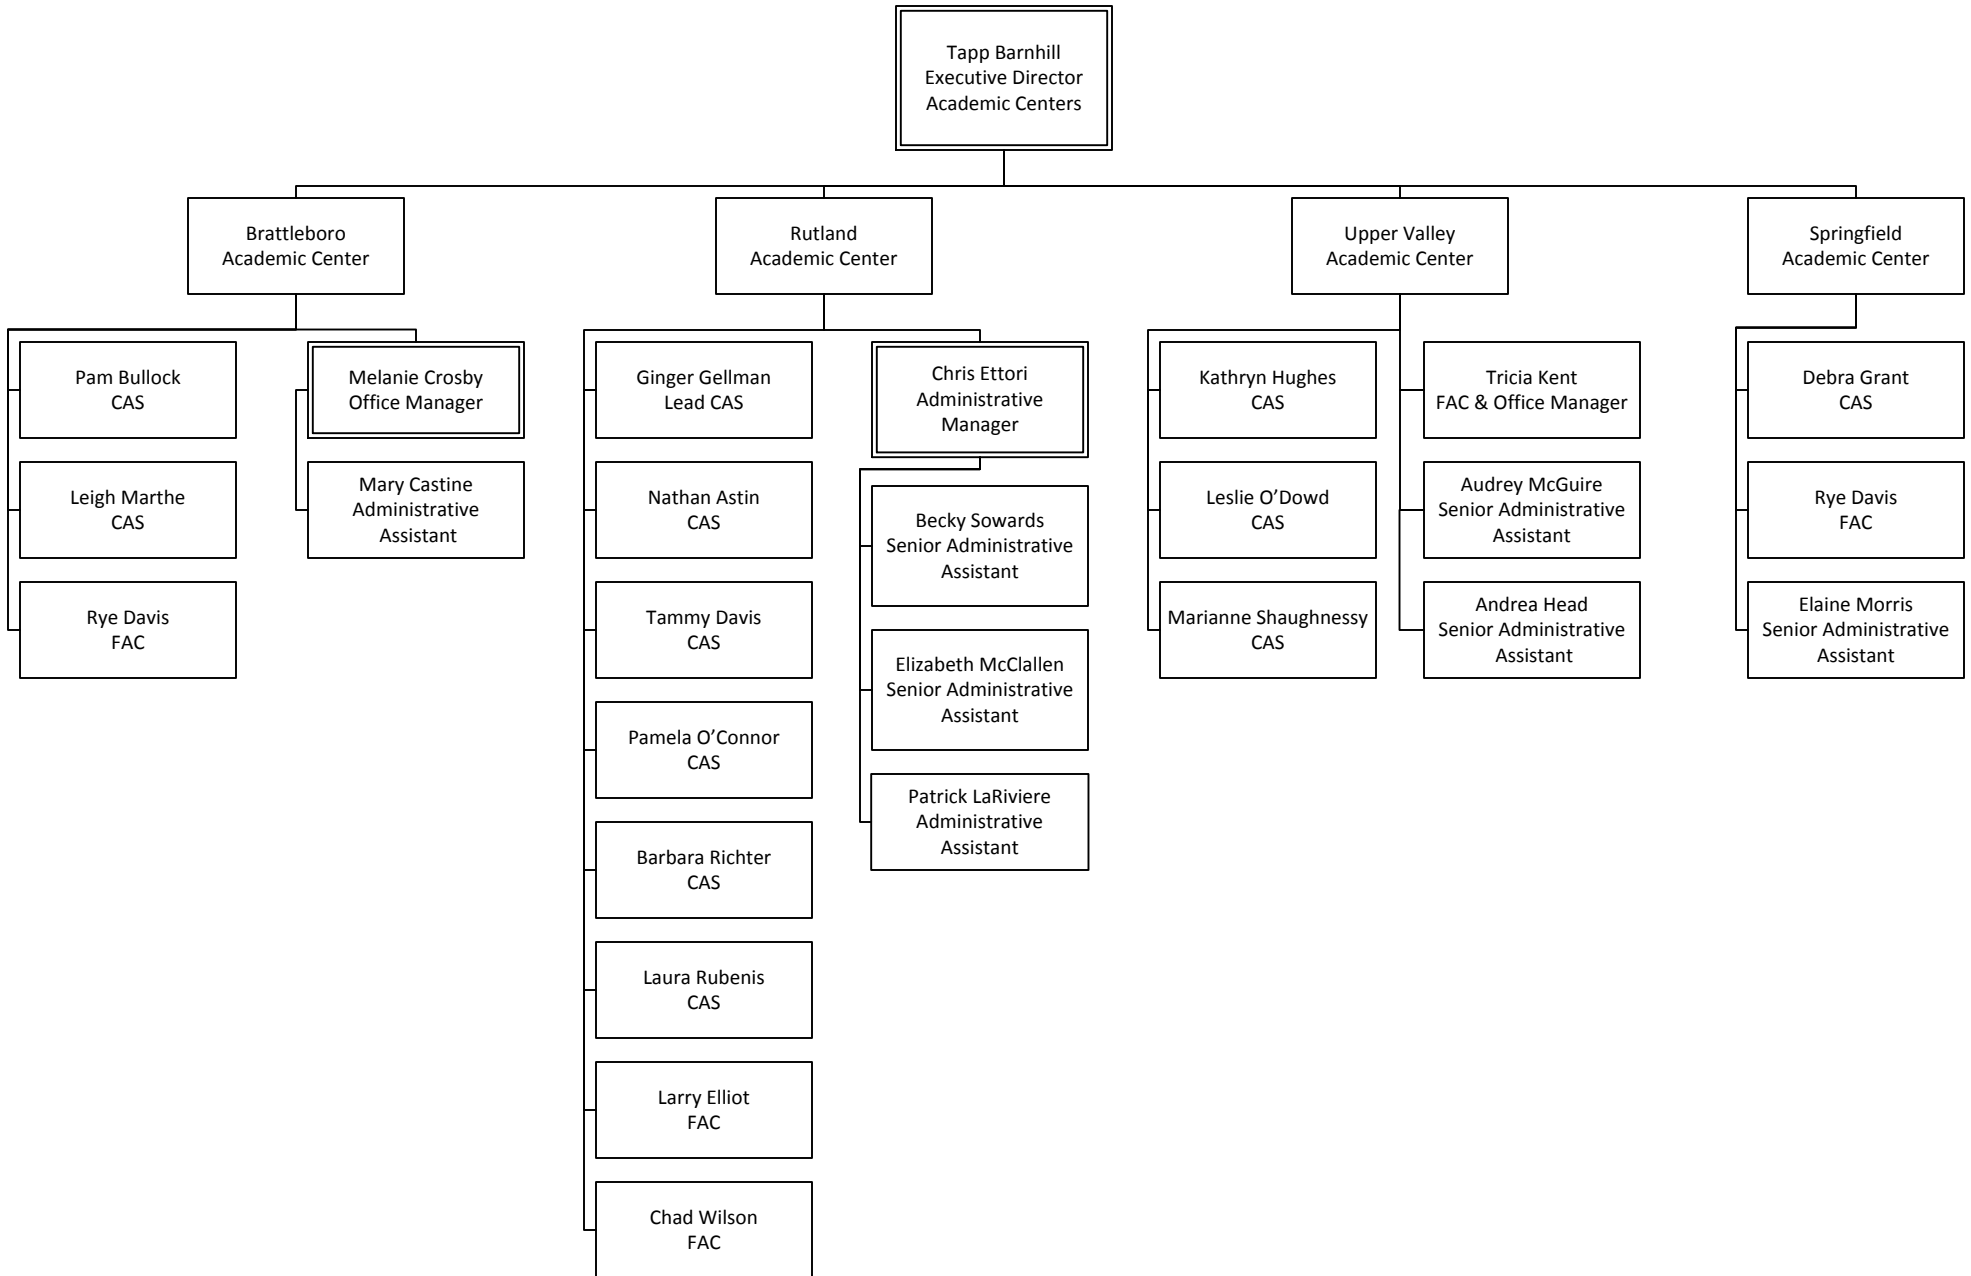 Tapp Barnhill
Executive Director
Academic Centers
Brattleboro
Academic Center
Rutland
Academic Center
Upper Valley
Academic Center
Springfield
Academic Center
Pam Bullock
CAS
Leigh Marthe
CAS
Rye Davis
FAC
Melanie Crosby
Office Manager
Mary Castine
Administrative
Assistant
Ginger Gellman
Lead CAS
Nathan Astin
CAS
Tammy Davis
CAS
Pamela O’Connor
CAS
Barbara Richter
CAS
Laura Rubenis
CAS
Larry Elliot
FAC
Chad Wilson
FAC
Chris Ettori
Administrative
Manager
Becky Sowards
Senior Administrative
Assistant
Elizabeth McClallen
Senior Administrative
Assistant
Patrick LaRiviere
Administrative
Assistant
Kathryn Hughes
CAS
Leslie O’Dowd
CAS
Marianne Shaughnessy
CAS
Tricia Kent
FAC & Office Manager
Audrey McGuire
Senior Administrative
Assistant
Andrea Head
Senior Administrative
Assistant
Debra Grant
CAS
Rye Davis
FAC
Elaine Morris
Senior Administrative
Assistant